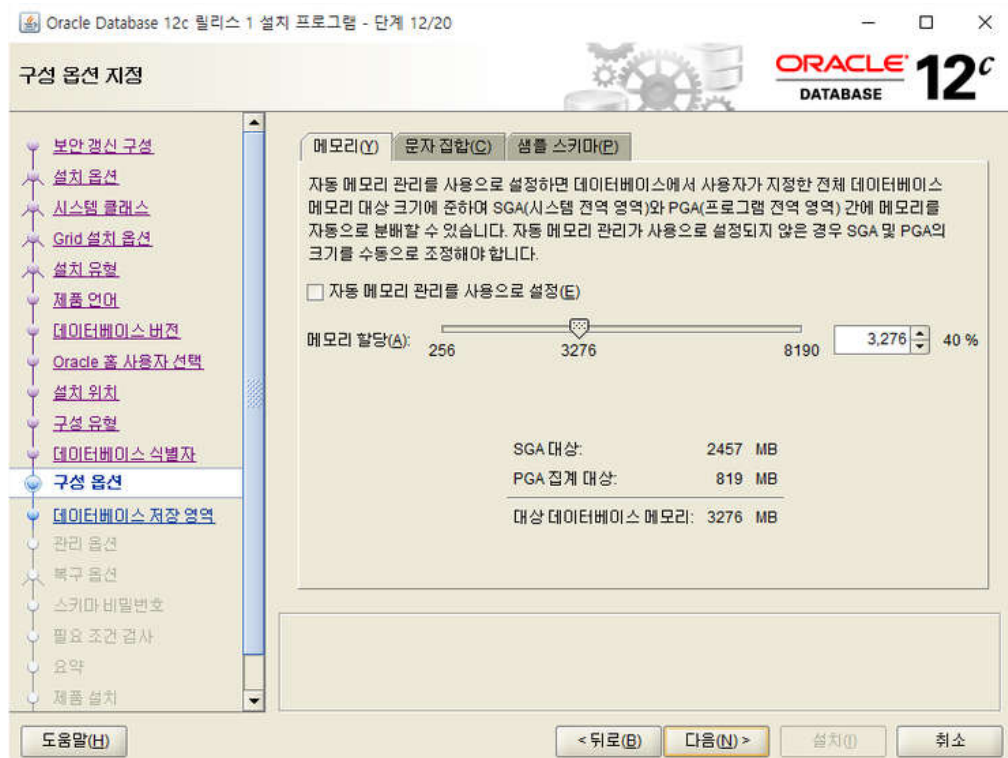 Oracle Database 12c 릴리스 1 설치 프로그램 - 단계 12/20
구성 옵션 지정
ORACLE DATABASE 12c
보안 갱신 구성
설치 옵션
시스템 클래스
Grid 설치 옵션
설치 유형
제품 언어
데이터베이스 버전
Oracle 홈 사용자 선택
설치 위치
구성 유형
데이터베이스 식별자
구성 옵션
데이터베이스 저장 영역
관리 옵션
복구 옵션
스키마 비밀번호
필요 조건 검사
요약
제품 설치
메모리(Y) 문자 집합(C) 샘플 스키마(P)
자동 메모리 관리를 사용으로 설정하면 데이터베이스에서 사용자가 지정한 전체 데이터베이스
메모리 대상 크기에 준하여 SGA(시스템 전역 영역)와 PGA(프로그램 전역 영역) 간에 메모리를
자동으로 분배할 수 있습니다. 자동 메모리 관리가 사용으로 설정되지 않은 경우 SGA 및 PGA의
크기를 수동으로 조정해야 합니다.
자동 메모리 관리를 사용으로 설정(E)
메모리 할당(A): 256 3276 8190 3,276 40 %
SGA 대상: 2457 MB
PGA 집계 대상: 819 MB
대상 데이터베이스 메모리: 3276 MB
도움말(H) < 뒤로(B) 다음(N) > 설치(I) 취소